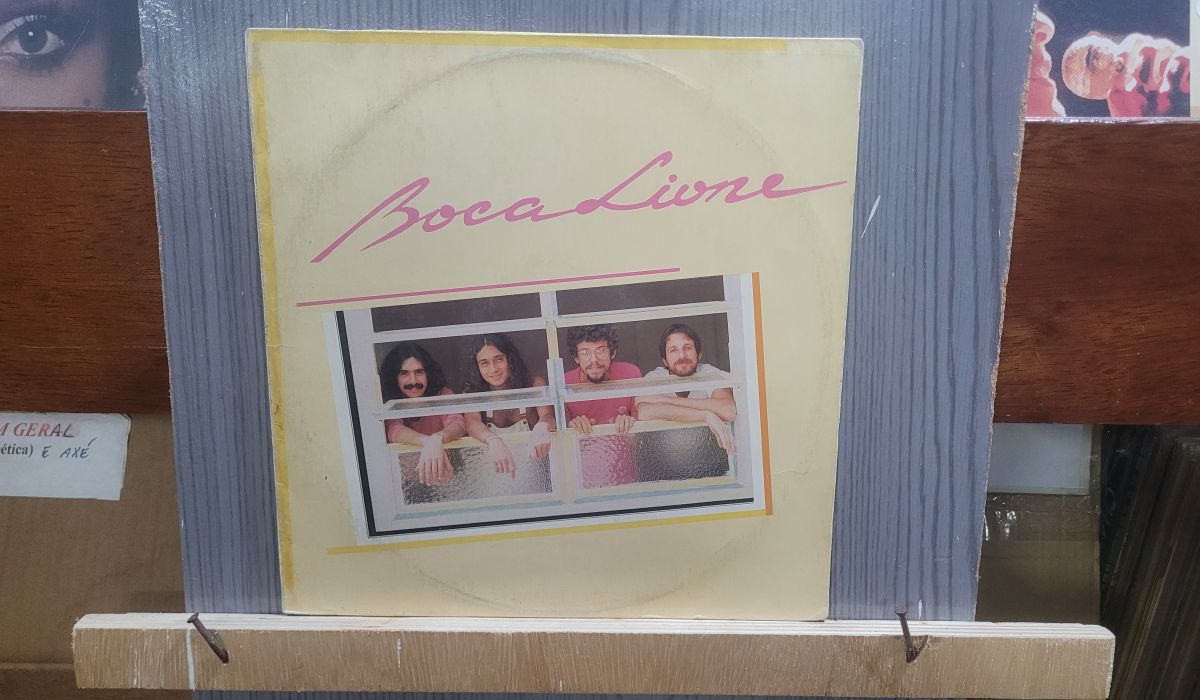 Boca Livre
M GERAL
ética) E AXÉ